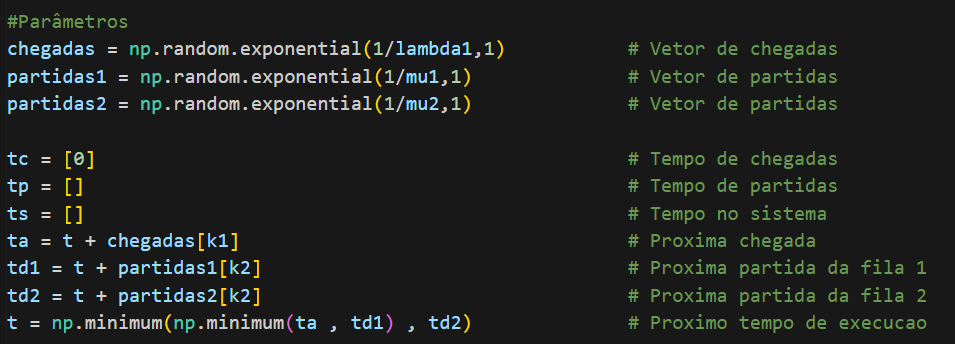 #Parâmetros
chegadas = np.random.exponential(1/lambda1,1) # Vetor de chegadas
partidas1 = np.random.exponential(1/mu1,1) # Vetor de partidas
partidas2 = np.random.exponential(1/mu2,1) # Vetor de partidas
tc = [0] # Tempo de chegadas
tp = [] # Tempo de partidas
ts = [] # Tempo no sistema
ta = t + chegadas[k1] # Proxima chegada
td1 = t + partidas1[k2] # Proxima partida da fila 1
td2 = t + partidas2[k2] # Proxima partida da fila 2
t = np.minimum(np.minimum(ta , td1) , td2) # Proximo tempo de execucao